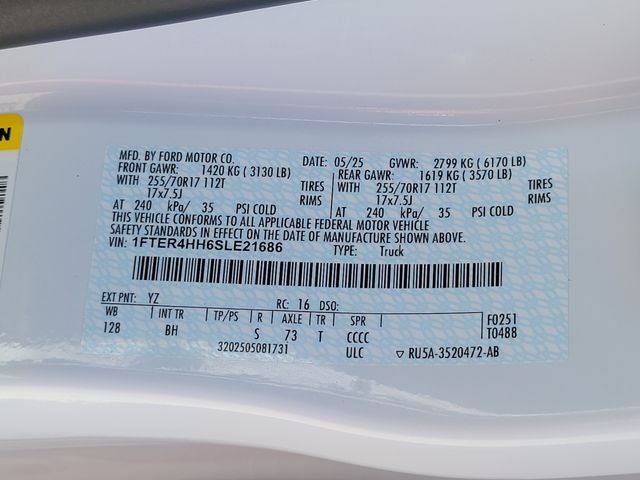 N
MFD. BY FORD MOTOR CO. DATE: 05/25 GVWR: 2799 KG ( 6170 LB)
FRONT GAWR: 1420 KG ( 3130 LB) REAR GAWR: 1619 KG ( 3570 LB)
WITH 255/70R17 112T TIRES WITH 255/70R17 112T TIRES
17x7.5J RIMS 17x7.5J RIMS
AT 240 kPa/ 35 PSI COLD AT 240 kPa/ 35 PSI COLD
THIS VEHICLE CONFORMS TO ALL APPLICABLE FEDERAL MOTOR VEHICLE
SAFETY STANDARDS IN EFFECT ON THE DATE OF MANUFACTURE SHOWN ABOVE.
VIN: 1FTER4HH6SLE21686 TYPE: Truck
EXT PNT: YZ RC: 16 DSO:
WB INT TR TP/PS R AXLE TR SPR F0251
128 BH S 73 T CCCC T0488
3202505081731 ULC ▽ RU5A-3520472-AB